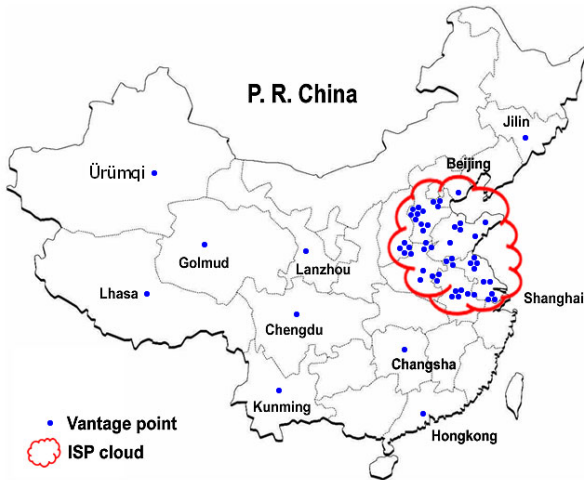 P. R. China
Jilin
Beijing
Ürümqi
Golmud
Lanzhou
Lhasa
Shanghai
Chengdu
Changsha
Kunming
Hongkong
Vantage point
ISP cloud